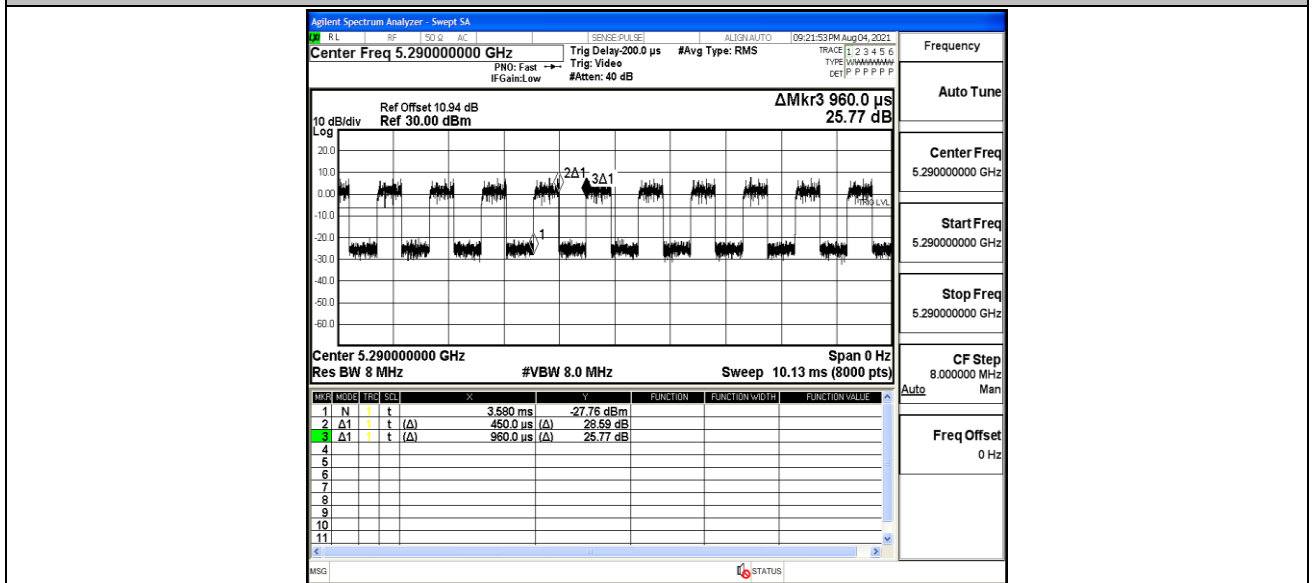 Agilent Spectrum Analyzer - Swept SA
LXI RL RF 50 Ω AC SENSE:PULSE ALIGN AUTO 09:21:53 PM Aug 04, 2021
Center Freq 5.290000000 GHz Trig Delay-200.0 µs #Avg Type: RMS TRACE 1 2 3 4 5 6
PNO: Fast Trig: Video TYPE WWWWWW
IFGain:Low #Atten: 40 dB DET P P P P P P
Ref Offset 10.94 dB ΔMkr3 960.0 µs
10 dB/div Ref 30.00 dBm 25.77 dB
Log
20.0
10.0
0.00
-10.0
-20.0
-30.0
-40.0
-50.0
-60.0
2Δ1
3Δ1
1
TRIG LVL
Center 5.290000000 GHz Span 0 Hz
Res BW 8 MHz #VBW 8.0 MHz Sweep 10.13 ms (8000 pts)
MKR MODE TRC SCL X Y FUNCTION FUNCTION WIDTH FUNCTION VALUE
1 N 1 t 3.580 ms -27.76 dBm
2 Δ1 1 t (Δ) 450.0 µs (Δ) 28.59 dB
3 Δ1 1 t (Δ) 960.0 µs (Δ) 25.77 dB
4
5
6
7
8
9
10
11
MSG STATUS
Frequency
Auto Tune
Center Freq
5.290000000 GHz
Start Freq
5.290000000 GHz
Stop Freq
5.290000000 GHz
CF Step
8.000000 MHz
Auto Man
Freq Offset
0 Hz